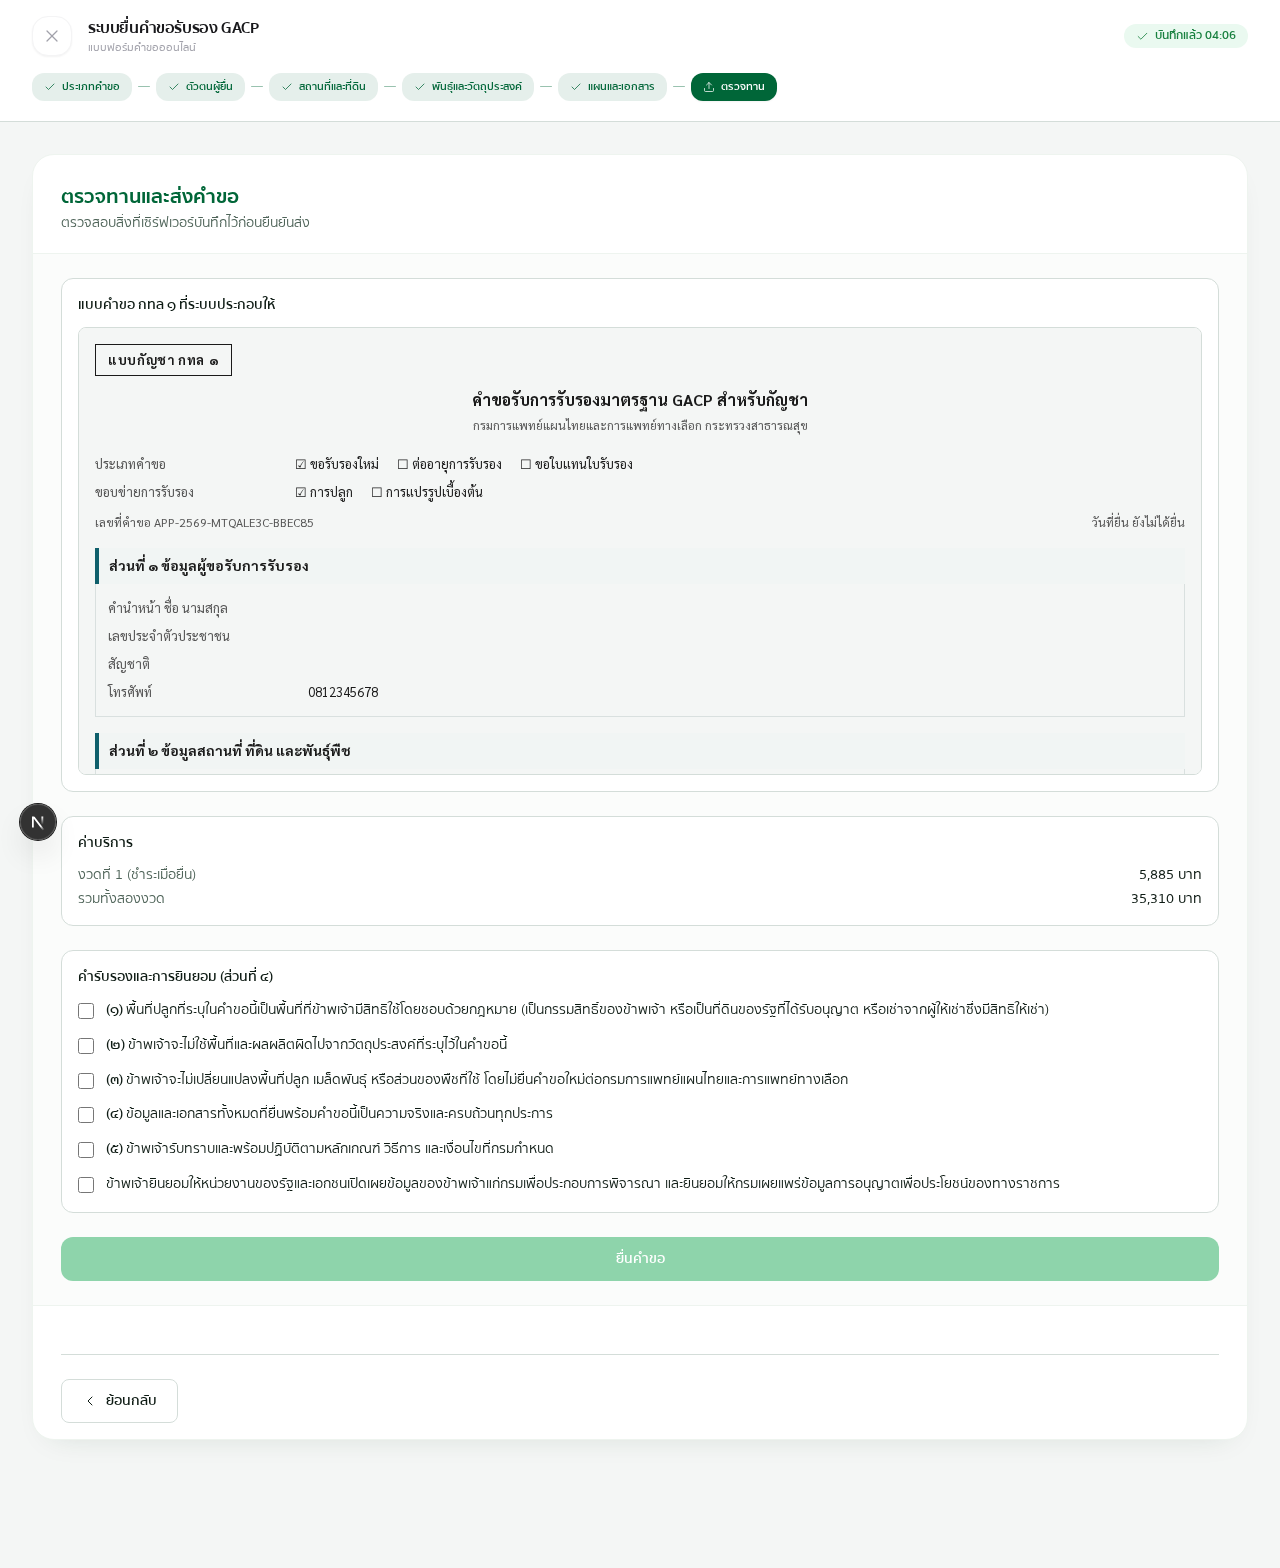 ระบบยื่นคำขอรับรอง GACP
แบบฟอร์มคำขอออนไลน์
บันทึกแล้ว 04:06
ประเภทคำขอ
ตัวตนผู้ยื่น
สถานที่และที่ดิน
พันธุ์และวัตถุประสงค์
แผนและเอกสาร
ตรวจทาน
ตรวจทานและส่งคำขอ
ตรวจสอบสิ่งที่เซิร์ฟเวอร์บันทึกไว้ก่อนยืนยันส่ง
แบบคำขอ กทล ๑ ที่ระบบประกอบให้
แบบกัญชา กทล ๑
คำขอรับการรับรองมาตรฐาน GACP สำหรับกัญชา
กรมการแพทย์แผนไทยและการแพทย์ทางเลือก กระทรวงสาธารณสุข
ประเภทคำขอ ☑ ขอรับรองใหม่ ☐ ต่ออายุการรับรอง ☐ ขอใบแทนใบรับรอง
ขอบข่ายการรับรอง ☑ การปลูก ☐ การแปรรูปเบื้องต้น
เลขที่คำขอ APP-2569-MTQALE3C-BBEC85 วันที่ยื่น ยังไม่ได้ยื่น
ส่วนที่ ๑ ข้อมูลผู้ขอรับการรับรอง
คำนำหน้า ชื่อ นามสกุล
เลขประจำตัวประชาชน
สัญชาติ
โทรศัพท์ 0812345678
ส่วนที่ ๒ ข้อมูลสถานที่ ที่ดิน และพันธุ์พืช
N
ค่าบริการ
งวดที่ 1 (ชำระเมื่อยื่น) 5,885 บาท
รวมทั้งสองงวด 35,310 บาท
คำรับรองและการยินยอม (ส่วนที่ ๔)
(๑) พื้นที่ปลูกที่ระบุในคำขอนี้เป็นพื้นที่ที่ข้าพเจ้ามีสิทธิใช้โดยชอบด้วยกฎหมาย (เป็นกรรมสิทธิ์ของข้าพเจ้า หรือเป็นที่ดินของรัฐที่ได้รับอนุญาต หรือเช่าจากผู้ให้เช่าซึ่งมีสิทธิให้เช่า)
(๒) ข้าพเจ้าจะไม่ใช้พื้นที่และผลผลิตผิดไปจากวัตถุประสงค์ที่ระบุไว้ในคำขอนี้
(๓) ข้าพเจ้าจะไม่เปลี่ยนแปลงพื้นที่ปลูก เมล็ดพันธุ์ หรือส่วนของพืชที่ใช้ โดยไม่ยื่นคำขอใหม่ต่อกรมการแพทย์แผนไทยและการแพทย์ทางเลือก
(๔) ข้อมูลและเอกสารทั้งหมดที่ยื่นพร้อมคำขอนี้เป็นความจริงและครบถ้วนทุกประการ
(๕) ข้าพเจ้ารับทราบและพร้อมปฏิบัติตามหลักเกณฑ์ วิธีการ และเงื่อนไขที่กรมกำหนด
ข้าพเจ้ายินยอมให้หน่วยงานของรัฐและเอกชนเปิดเผยข้อมูลของข้าพเจ้าแก่กรมเพื่อประกอบการพิจารณา และยินยอมให้กรมเผยแพร่ข้อมูลการอนุญาตเพื่อประโยชน์ของทางราชการ
ยื่นคำขอ
ย้อนกลับ